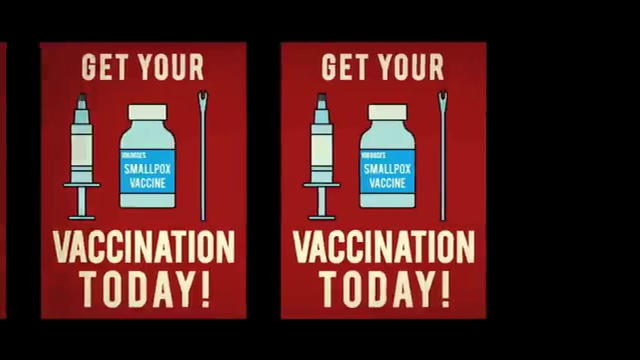 GET YOUR
SMALLPOX
VACCINE
VACCINATION
TODAY!
GET YOUR
SMALLPOX
VACCINE
VACCINATION
TODAY!